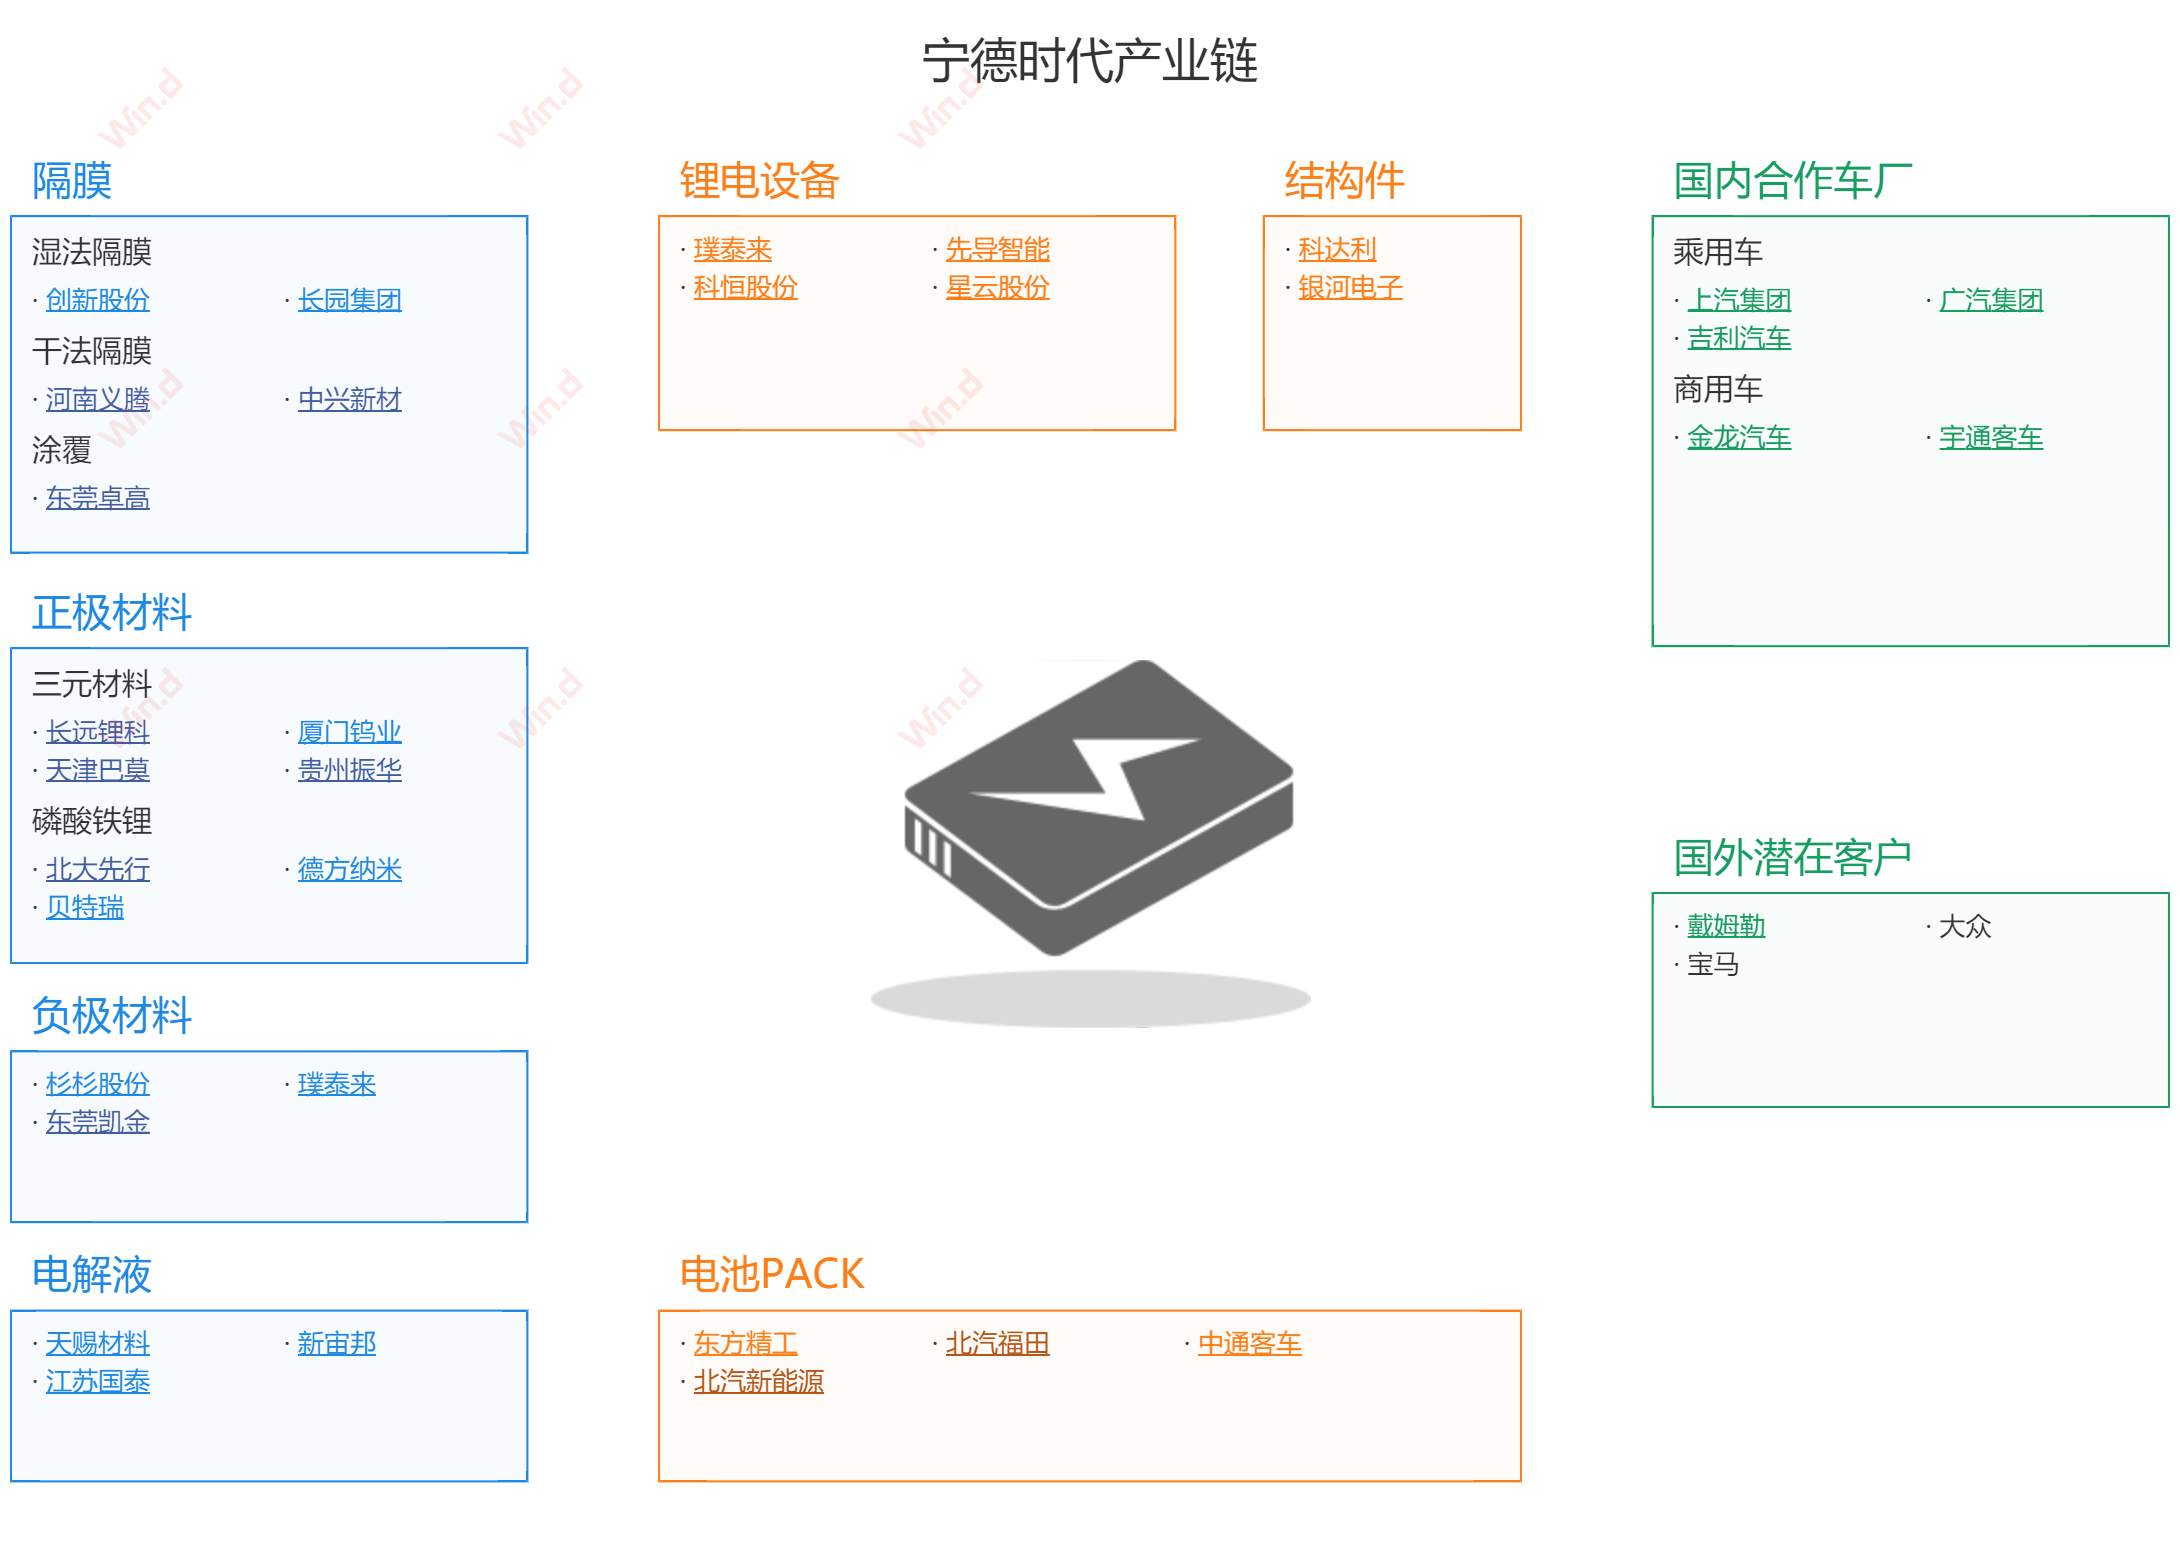 宁德时代产业链
隔膜
湿法隔膜
· 创新股份 · 长园集团
干法隔膜
· 河南义腾 · 中兴新材
涂覆
· 东莞卓高
正极材料
三元材料
· 长远锂科 · 厦门钨业
· 天津巴莫 · 贵州振华
磷酸铁锂
· 北大先行 · 德方纳米
· 贝特瑞
负极材料
· 杉杉股份 · 璞泰来
· 东莞凯金
电解液
· 天赐材料 · 新宙邦
· 江苏国泰
锂电设备
· 璞泰来 · 先导智能
· 科恒股份 · 星云股份
结构件
· 科达利
· 银河电子
电池PACK
· 东方精工 · 北汽福田 · 中通客车
· 北汽新能源
国内合作车厂
乘用车
· 上汽集团 · 广汽集团
· 吉利汽车
商用车
· 金龙汽车 · 宇通客车
国外潜在客户
· 戴姆勒 · 大众
· 宝马
Win.d
Win.d
Win.d
Win.d
Win.d
Win.d
Win.d
Win.d
Win.d